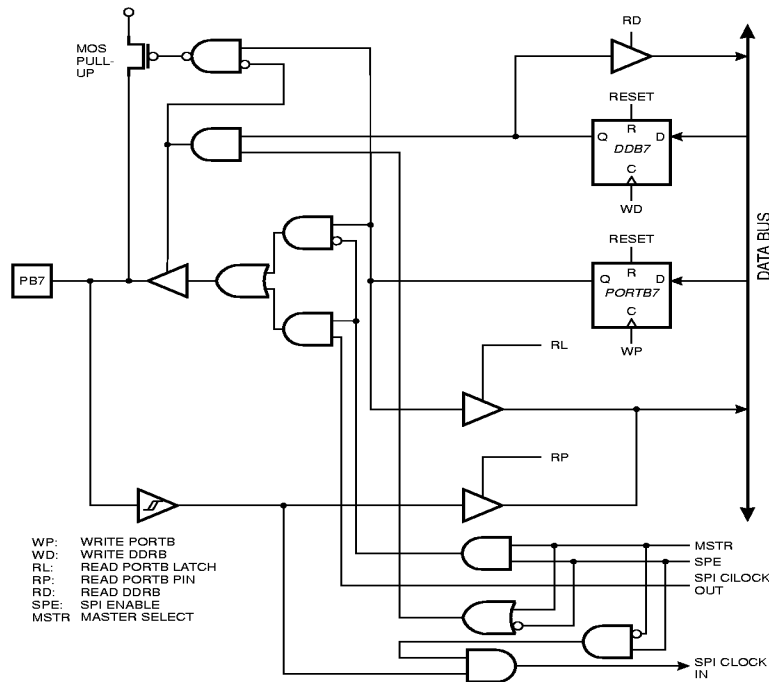 RD
MOS
PULL-
UP
RESET
R
Q
D
DDB7
C
WD
RESET
R
Q
D
PORTB7
C
WP
DATA BUS
PB7
RL
RP
WP: WRITE PORTB
WD: WRITE DDRB
RL: READ PORTB LATCH
RP: READ PORTB PIN
RD: READ DDRB
SPE: SPI ENABLE
MSTR MASTER SELECT
MSTR
SPE
SPI CILOCK
OUT
SPI CLOCK
IN